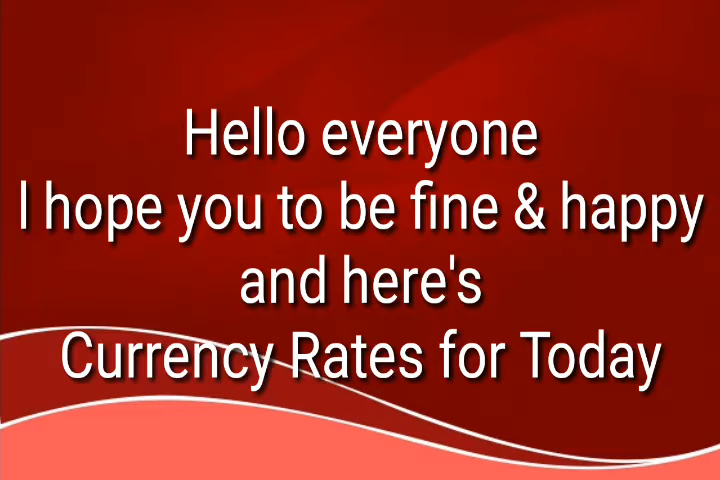 Hello everyone
I hope you to be fine & happy
and here's
Currency Rates for Today